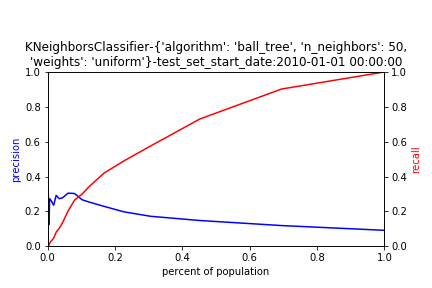 KNeighborsClassifier-{'algorithm': 'ball_tree', 'n_neighbors': 50,
'weights': 'uniform'}-test_set_start_date:2010-01-01 00:00:00
1.0
0.8
0.6
0.4
0.2
0.0
precision
0.0 0.2 0.4 0.6 0.8 1.0
percent of population
1.0
0.8
0.6
0.4
0.2
0.0
recall